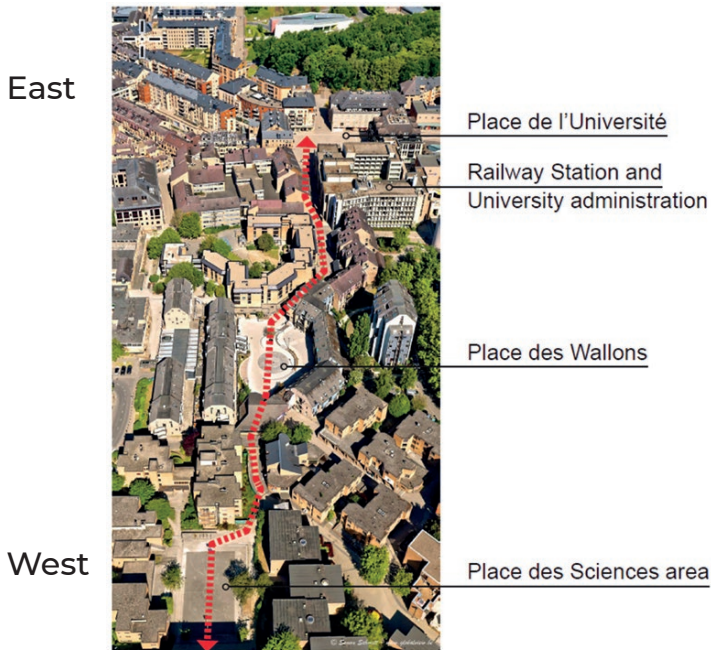 East
Place de l'Université
Railway Station and
University administration
Place des Wallons
West
Place des Sciences area